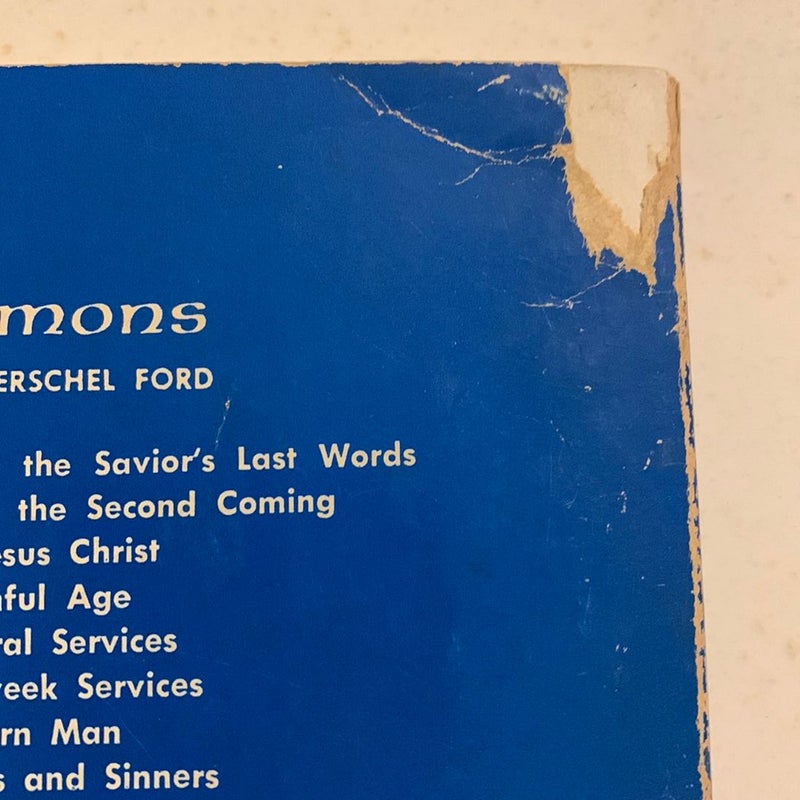 mons
ERSCHEL FORD
the Savior's Last Words
the Second Coming
esus Christ
ful Age
ral Services
eek Services
rn Man
s and Sinners